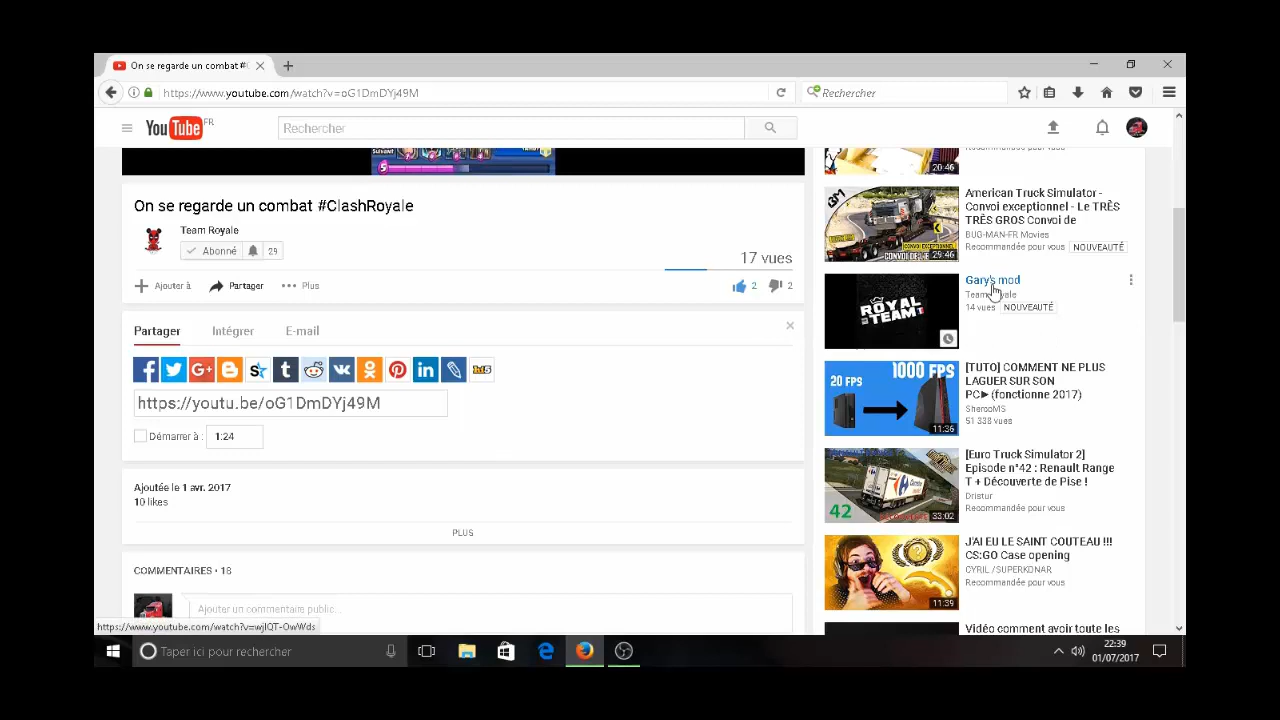 On se regarde un combat #C
https://www.youtube.com/watch?v=oG1DmDYj49M
Rechercher
YouTube FR
Rechercher
SUIVANT
5
On se regarde un combat #ClashRoyale
Team Royale
Abonné 29
17 vues
Ajouter à Partager Plus
2 2
Partager Intégrer E-mail
https://youtu.be/oG1DmDYj49M
Démarrer à : 1:24
Ajoutée le 1 avr. 2017
10 likes
PLUS
COMMENTAIRES • 18
Ajouter un commentaire public...
https://www.youtube.com/watch?v=wjlQT-OwWds
20:46
American Truck Simulator -
Convoi exceptionnel - Le TRÈS
TRÈS GROS Convoi de
BUG-MAN-FR Movies
Recommandée pour vous NOUVEAUTÉ
CONVOI EXCEPTIONNEL
29:46
ROYAL
TEAM
Gary's mod
Team Royale
14 vues NOUVEAUTÉ
20 FPS 1000 FPS
11:36
[TUTO] COMMENT NE PLUS
LAGUER SUR SON
PC►(fonctionne 2017)
SherooMS
51 338 vues
42
33:02
[Euro Truck Simulator 2]
Episode n°42 : Renault Range
T + Découverte de Pise !
Dristur
Recommandée pour vous
11:39
J'AI EU LE SAINT COUTEAU !!!
CS:GO Case opening
CYRIL /SUPERKONAR
Recommandée pour vous
Vidéo comment avoir toute les
Taper ici pour rechercher
22:39
01/07/2017